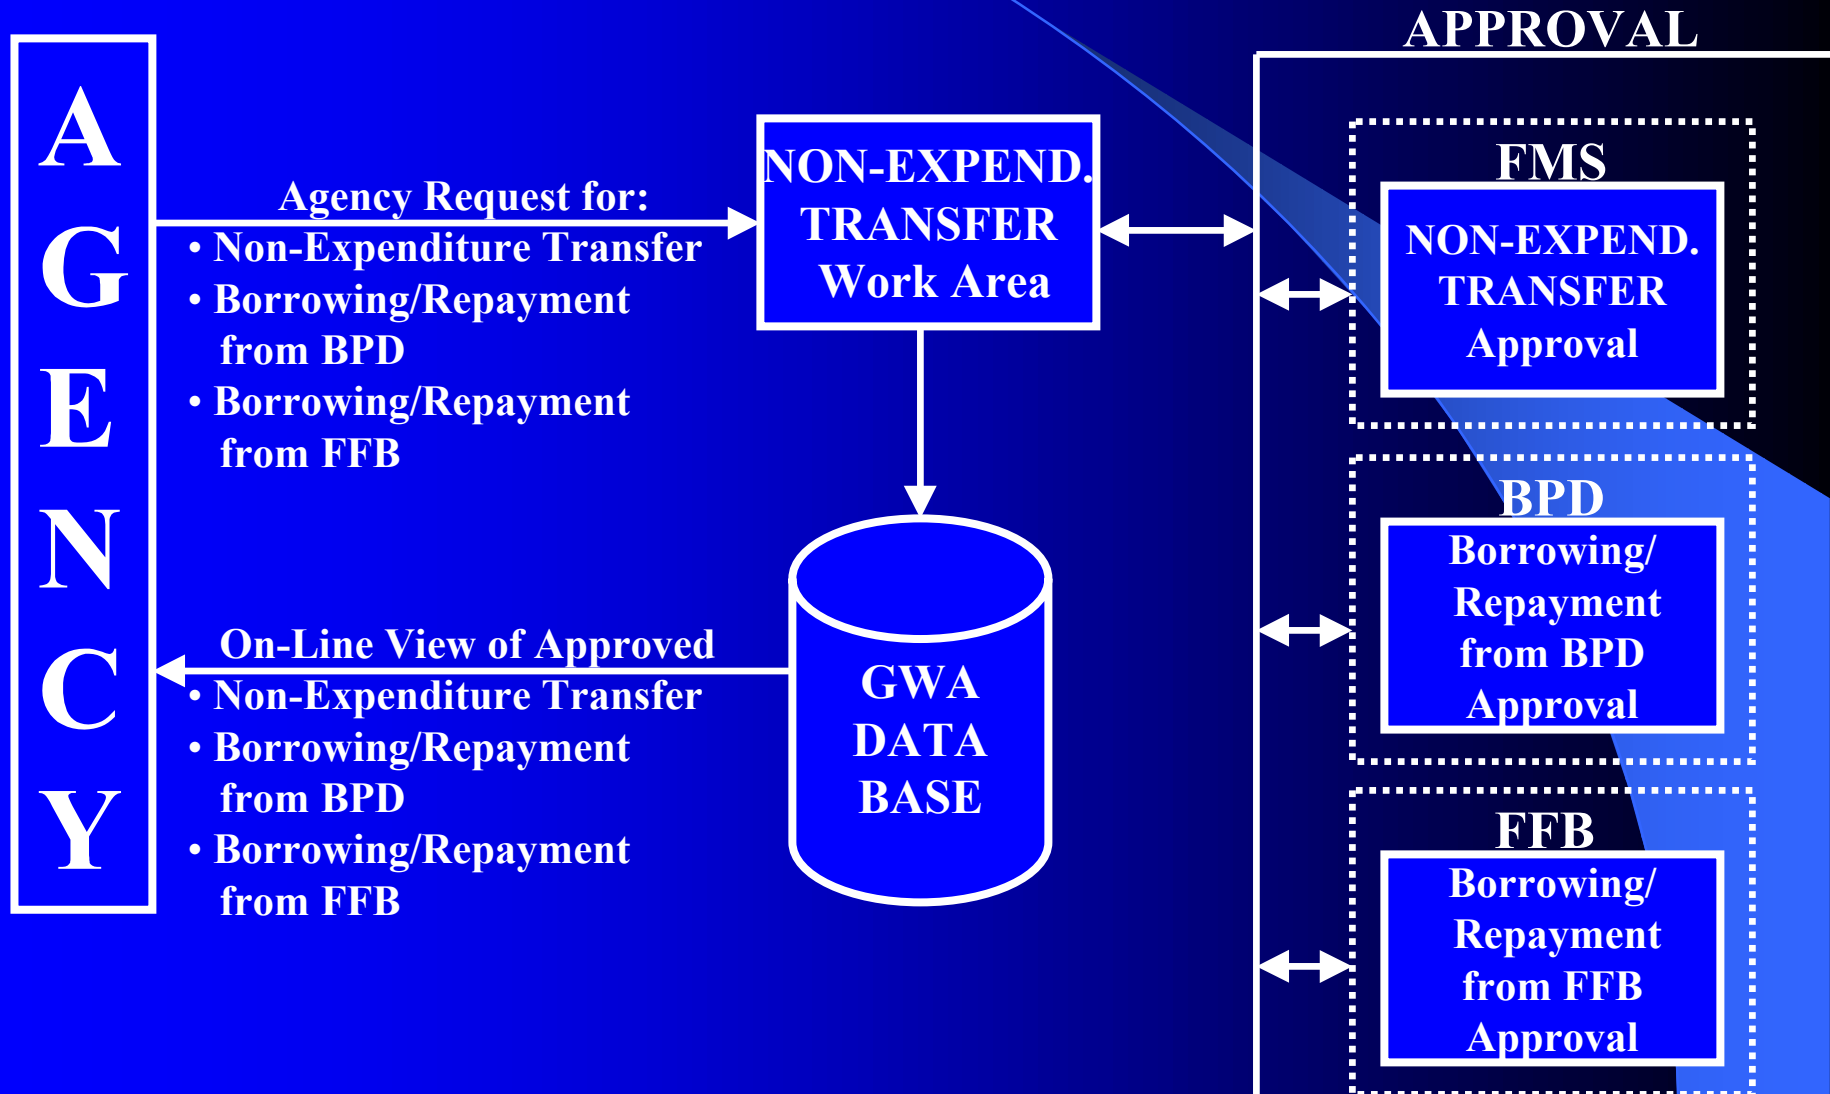 A
G
E
N
C
Y
Agency Request for:
• Non-Expenditure Transfer
• Borrowing/Repayment
from BPD
• Borrowing/Repayment
from FFB
On-Line View of Approved
• Non-Expenditure Transfer
• Borrowing/Repayment
from BPD
• Borrowing/Repayment
from FFB
NON-EXPEND.
TRANSFER
Work Area
GWA
DATA
BASE
APPROVAL
FMS
NON-EXPEND.
TRANSFER
Approval
BPD
Borrowing/
Repayment
from BPD
Approval
FFB
Borrowing/
Repayment
from FFB
Approval